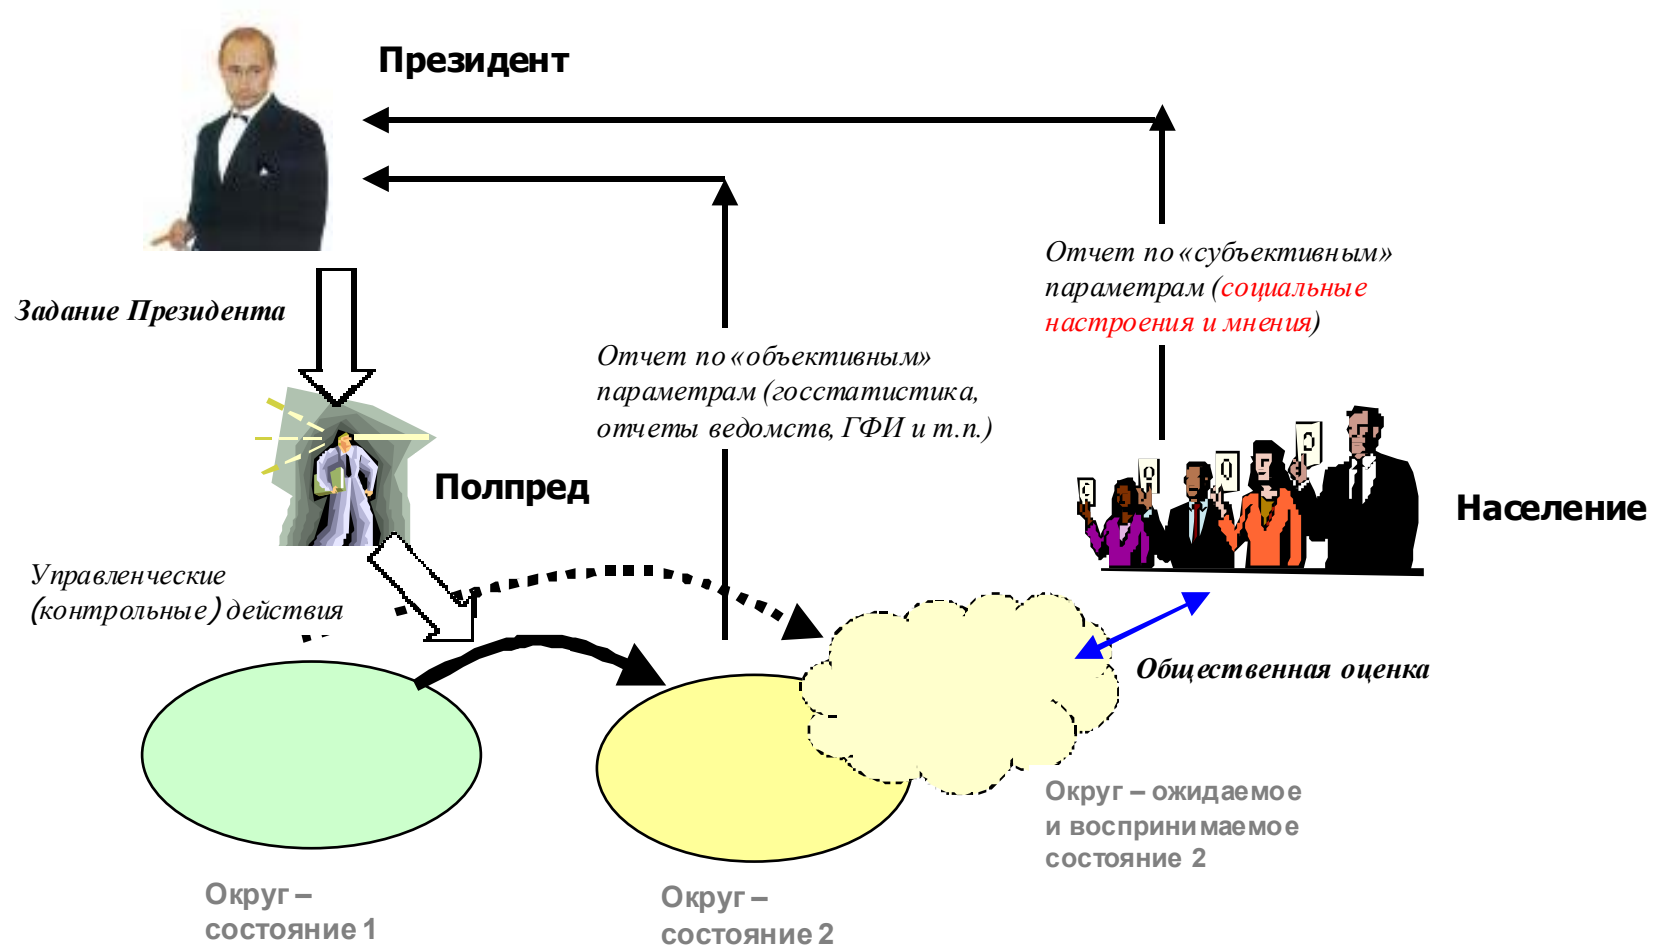 Президент
Отчет по «субъективным»
параметрам (социальные
настроения и мнения)
Задание Президента
Отчет по «объективным»
параметрам (госстатистика,
отчеты ведомств, ГФИ и т.п.)
Полпред
Население
Управленческие
(контрольные) действия
Общественная оценка
Округ – ожидаемое
и воспринимаемое
состояние 2
Округ –
состояние 1
Округ –
состояние 2